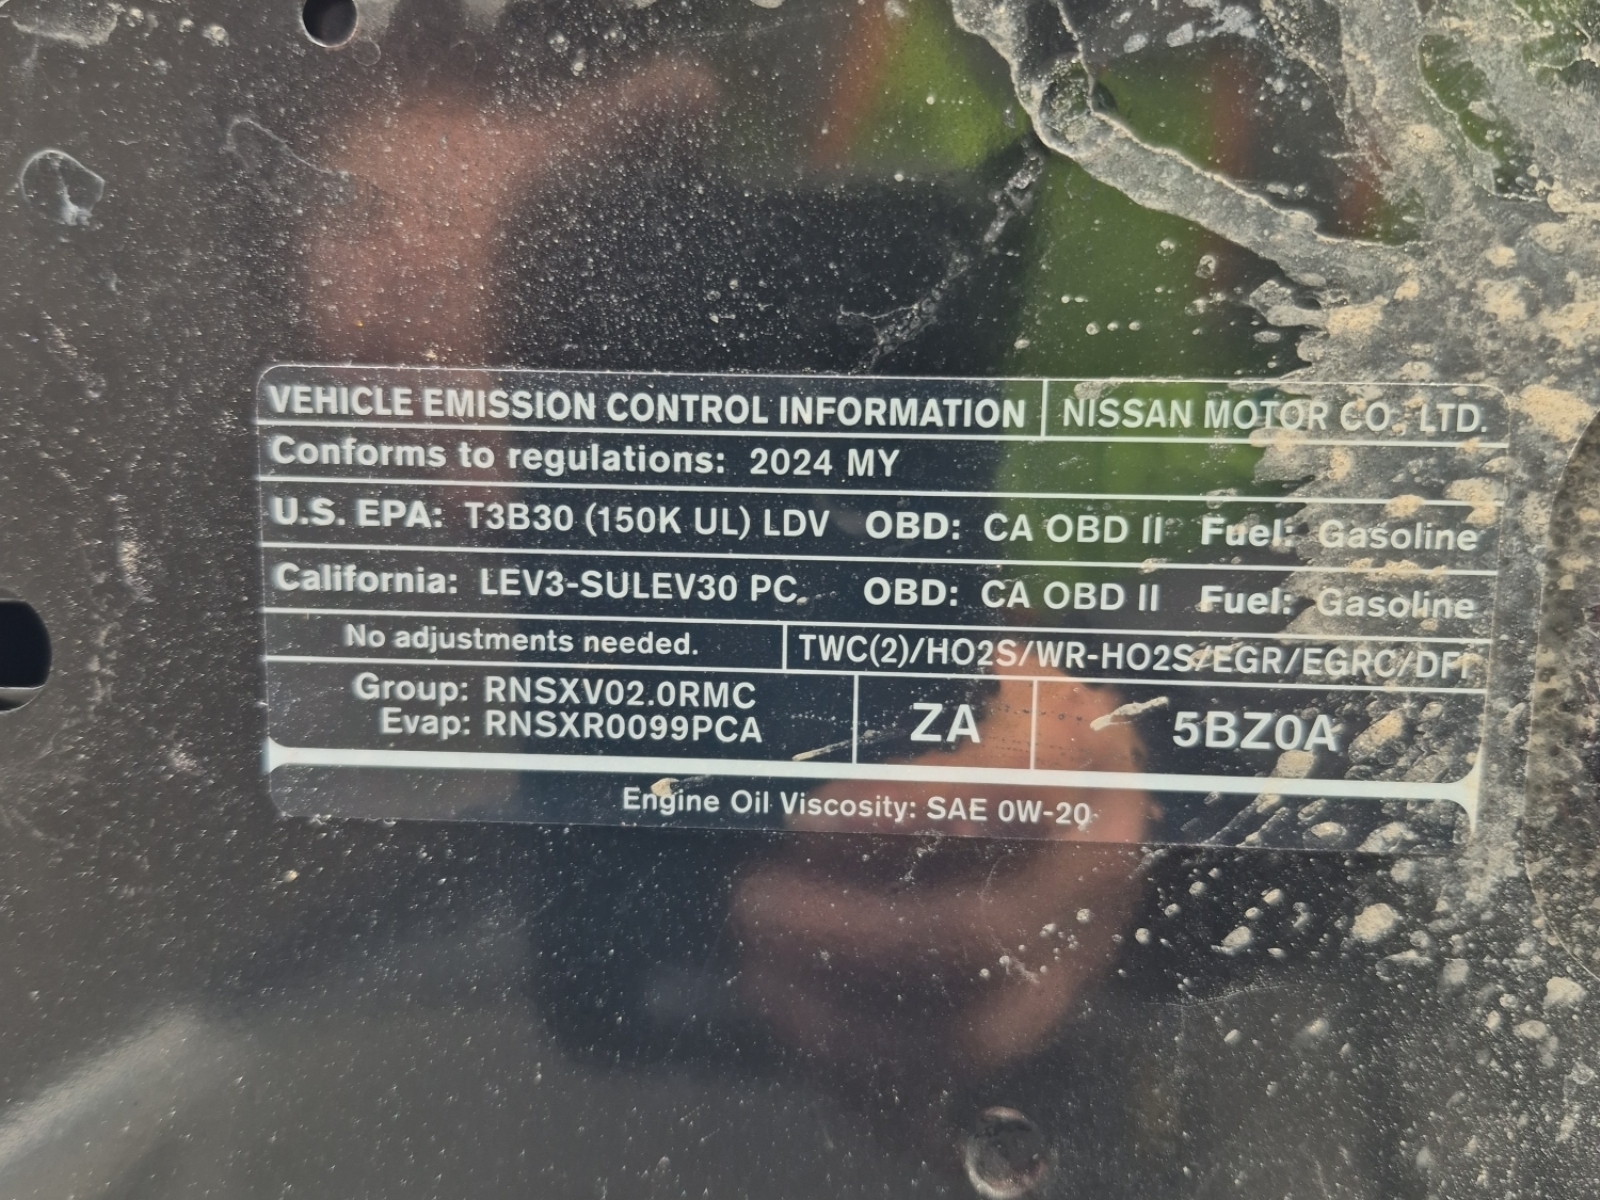 VEHICLE EMISSION CONTROL INFORMATION NISSAN MOTOR CO., LTD.
Conforms to regulations: 2024 MY
U.S. EPA: T3B30 (150K UL) LDV OBD: CA OBD II Fuel: Gasoline
California: LEV3-SULEV30 PC OBD: CA OBD II Fuel: Gasoline
No adjustments needed. TWC(2)/HO2S/WR-HO2S/EGR/EGRC/DFI
Group: RNSXV02.0RMC
Evap: RNSXR0099PCA
ZA
5BZ0A
Engine Oil Viscosity: SAE 0W-20